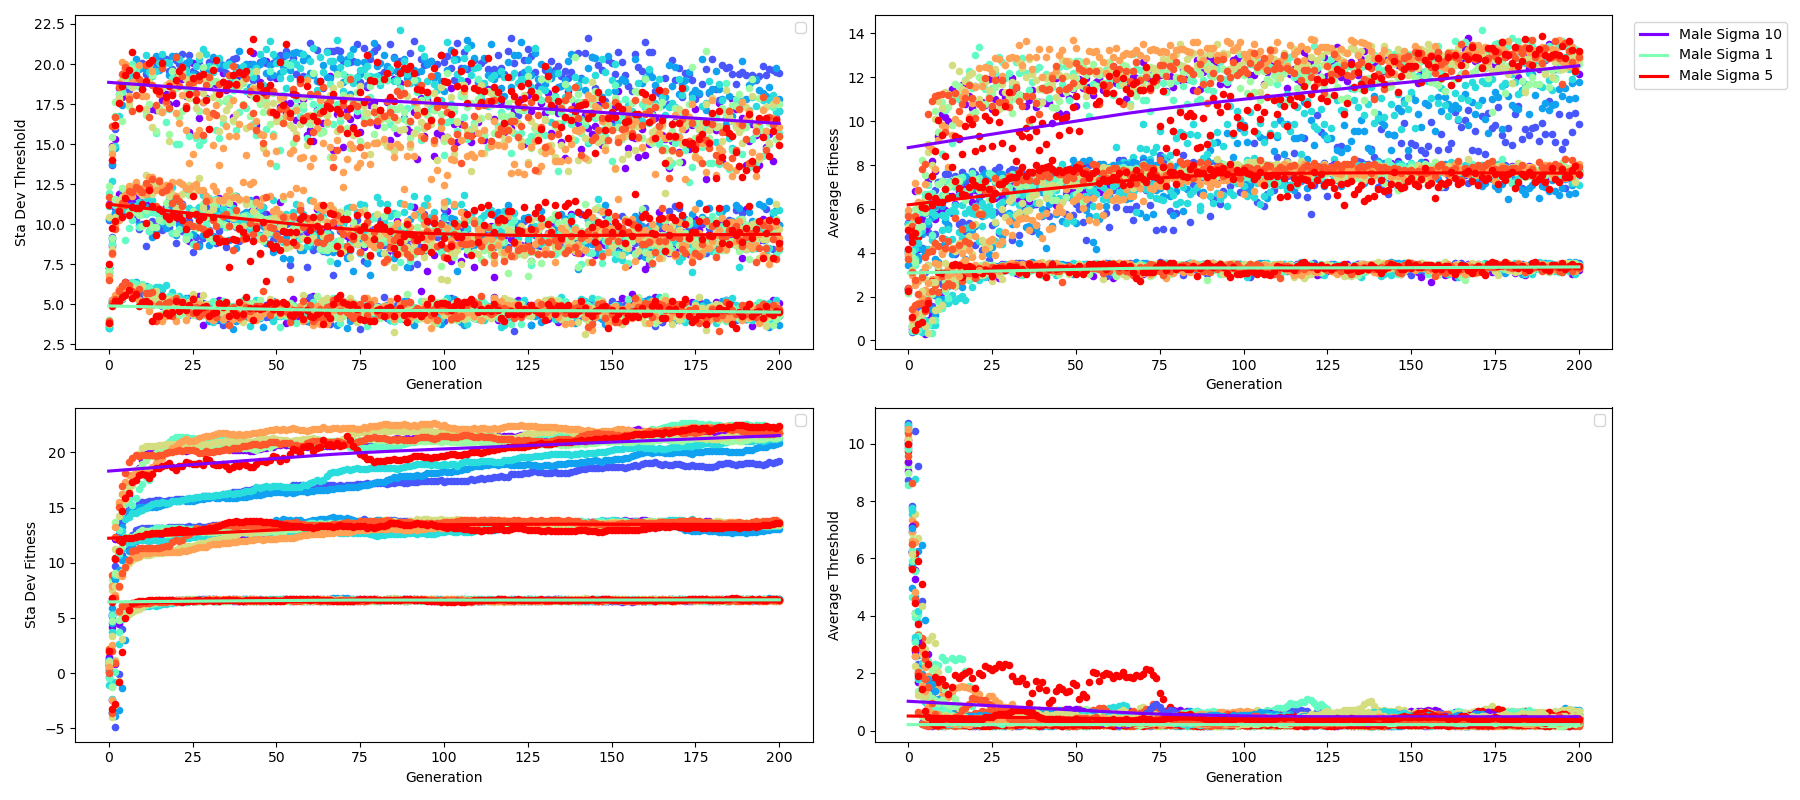 22.5
20.0
17.5
15.0
12.5
10.0
7.5
5.0
2.5
Sta Dev Threshold
0 25 50 75 100 125 150 175 200
Generation
14
12
10
8
6
4
2
0
Average Fitness
0 25 50 75 100 125 150 175 200
Generation
Male Sigma 10
Male Sigma 1
Male Sigma 5
20
15
10
5
0
−5
Sta Dev Fitness
0 25 50 75 100 125 150 175 200
Generation
10
8
6
4
2
0
Average Threshold
0 25 50 75 100 125 150 175 200
Generation